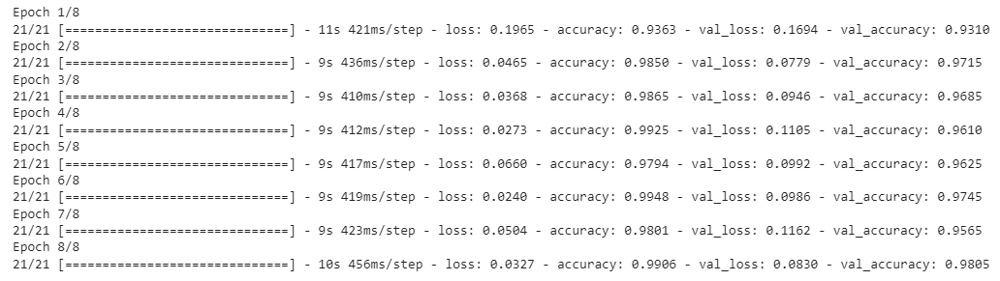 Epoch 1/8
21/21 [==============================] - 11s 421ms/step - loss: 0.1965 - accuracy: 0.9363 - val_loss: 0.1694 - val_accuracy: 0.9310
Epoch 2/8
21/21 [==============================] - 9s 436ms/step - loss: 0.0465 - accuracy: 0.9850 - val_loss: 0.0779 - val_accuracy: 0.9715
Epoch 3/8
21/21 [==============================] - 9s 410ms/step - loss: 0.0368 - accuracy: 0.9865 - val_loss: 0.0946 - val_accuracy: 0.9685
Epoch 4/8
21/21 [==============================] - 9s 412ms/step - loss: 0.0273 - accuracy: 0.9925 - val_loss: 0.1105 - val_accuracy: 0.9610
Epoch 5/8
21/21 [==============================] - 9s 417ms/step - loss: 0.0660 - accuracy: 0.9794 - val_loss: 0.0992 - val_accuracy: 0.9625
Epoch 6/8
21/21 [==============================] - 9s 419ms/step - loss: 0.0240 - accuracy: 0.9948 - val_loss: 0.0986 - val_accuracy: 0.9745
Epoch 7/8
21/21 [==============================] - 9s 423ms/step - loss: 0.0504 - accuracy: 0.9801 - val_loss: 0.1162 - val_accuracy: 0.9565
Epoch 8/8
21/21 [==============================] - 10s 456ms/step - loss: 0.0327 - accuracy: 0.9906 - val_loss: 0.0830 - val_accuracy: 0.9805